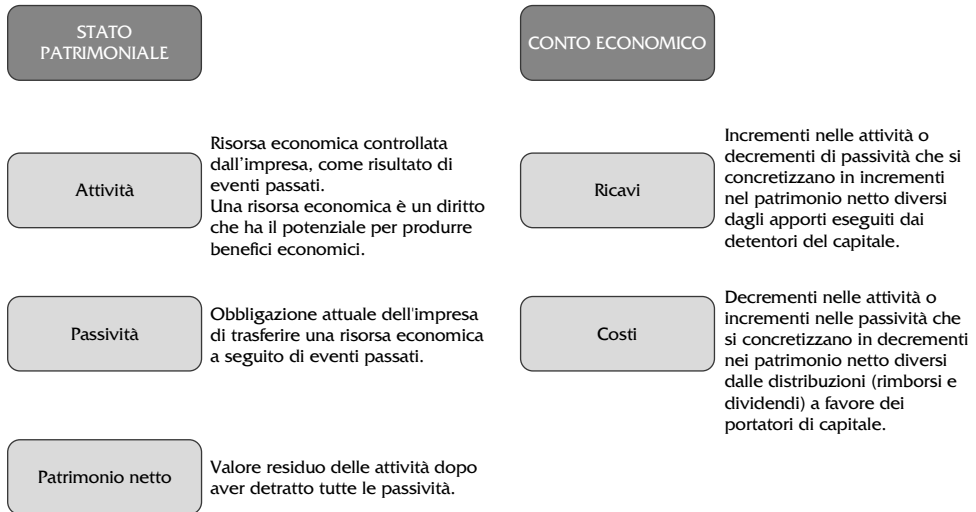 STATO
PATRIMONIALE
Attività
Risorsa economica controllata
dall'impresa, come risultato di
eventi passati.
Una risorsa economica è un diritto
che ha il potenziale per produrre
benefici economici.
Passività
Obbligazione attuale dell'impresa
di trasferire una risorsa economica
a seguito di eventi passati.
Patrimonio netto
Valore residuo delle attività dopo
aver detratto tutte le passività.
CONTO ECONOMICO
Ricavi
Incrementi nelle attività o
decrementi di passività che si
concretizzano in incrementi
nel patrimonio netto diversi
dagli apporti eseguiti dai
detentori del capitale.
Costi
Decrementi nelle attività o
incrementi nelle passività che
si concretizzano in decrementi
nei patrimonio netto diversi
dalle distribuzioni (rimborsi e
dividendi) a favore dei
portatori di capitale.